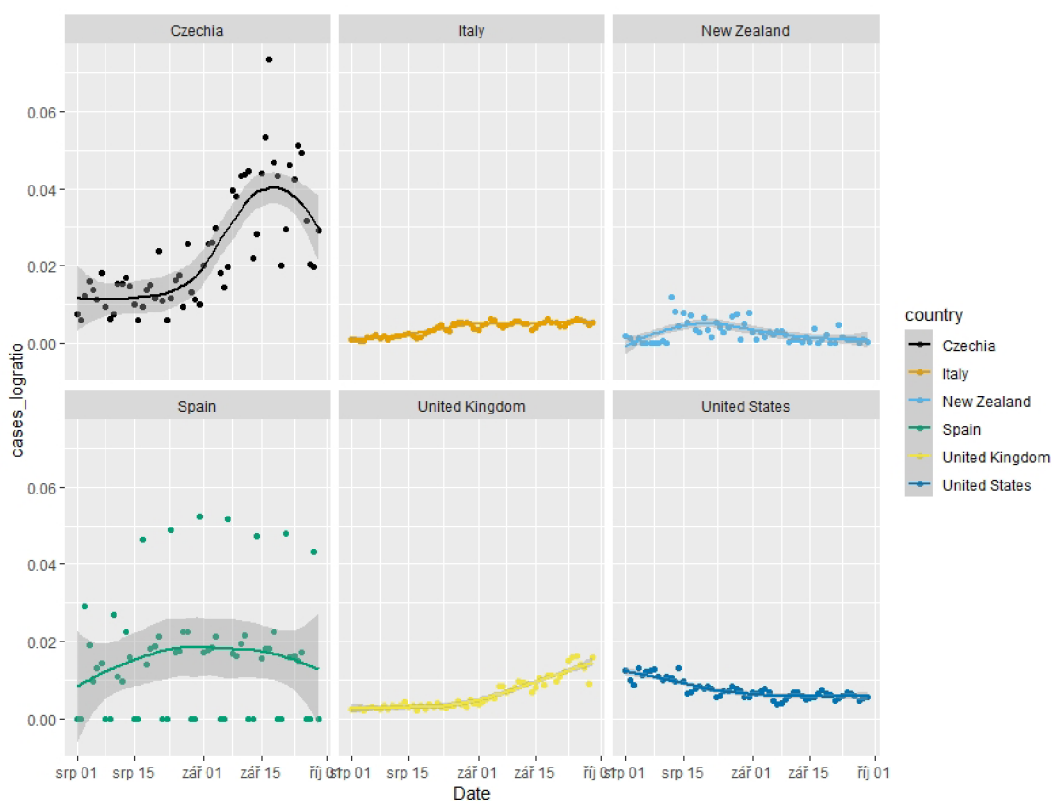 Czechia
Italy
New Zealand
0.06
0.04
0.02
0.00
Spain
United Kingdom
United States
0.06
0.04
0.02
0.00
srp 01
srp 15
zář 01
zář 15
říj 01
srp 01
srp 15
zář 01
zář 15
říj 01
srp 01
srp 15
zář 01
zář 15
říj 01
Date
cases_logratio
country
Czechia
Italy
New Zealand
Spain
United Kingdom
United States